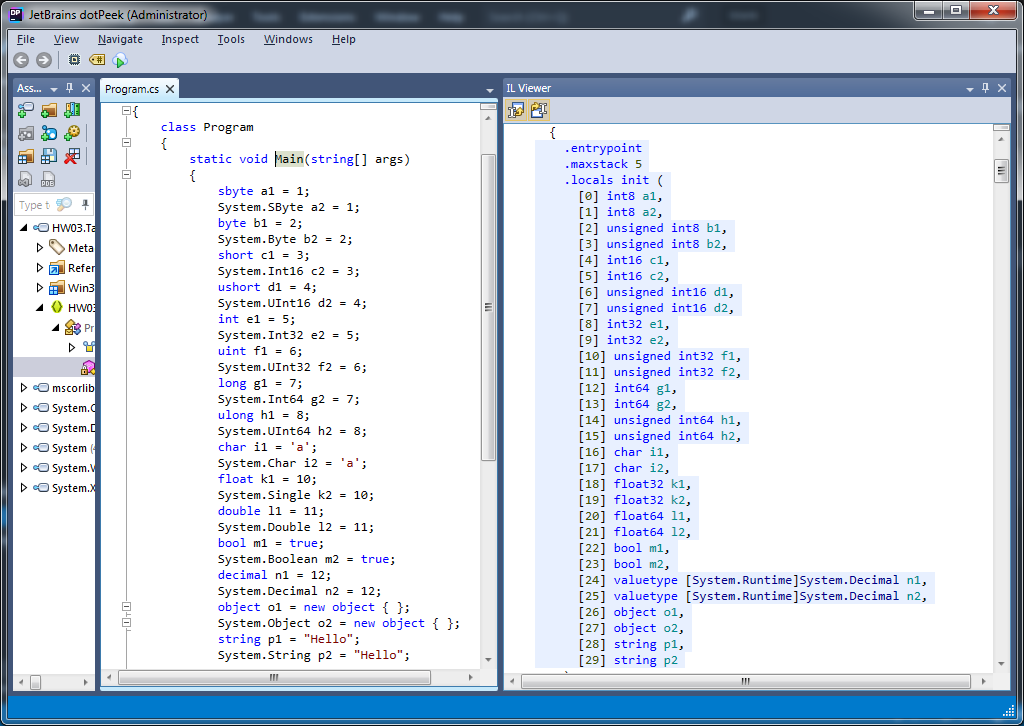 JetBrains dotPeek (Administrator)
File View Navigate Inspect Tools Windows Help
Ass...
Program.cs
IL Viewer
Type t
HW03.Ta
Meta
Refer
Win3
HW03
Pr
mscorlib
System.C
System.D
System (4
System.W
System.X
{
class Program
{
static void Main(string[] args)
{
sbyte a1 = 1;
System.SByte a2 = 1;
byte b1 = 2;
System.Byte b2 = 2;
short c1 = 3;
System.Int16 c2 = 3;
ushort d1 = 4;
System.UInt16 d2 = 4;
int e1 = 5;
System.Int32 e2 = 5;
uint f1 = 6;
System.UInt32 f2 = 6;
long g1 = 7;
System.Int64 g2 = 7;
ulong h1 = 8;
System.UInt64 h2 = 8;
char i1 = 'a';
System.Char i2 = 'a';
float k1 = 10;
System.Single k2 = 10;
double l1 = 11;
System.Double l2 = 11;
bool m1 = true;
System.Boolean m2 = true;
decimal n1 = 12;
System.Decimal n2 = 12;
object o1 = new object { };
System.Object o2 = new object { };
string p1 = "Hello";
System.String p2 = "Hello";
{
.entrypoint
.maxstack 5
.locals init (
[0] int8 a1,
[1] int8 a2,
[2] unsigned int8 b1,
[3] unsigned int8 b2,
[4] int16 c1,
[5] int16 c2,
[6] unsigned int16 d1,
[7] unsigned int16 d2,
[8] int32 e1,
[9] int32 e2,
[10] unsigned int32 f1,
[11] unsigned int32 f2,
[12] int64 g1,
[13] int64 g2,
[14] unsigned int64 h1,
[15] unsigned int64 h2,
[16] char i1,
[17] char i2,
[18] float32 k1,
[19] float32 k2,
[20] float64 l1,
[21] float64 l2,
[22] bool m1,
[23] bool m2,
[24] valuetype [System.Runtime]System.Decimal n1,
[25] valuetype [System.Runtime]System.Decimal n2,
[26] object o1,
[27] object o2,
[28] string p1,
[29] string p2